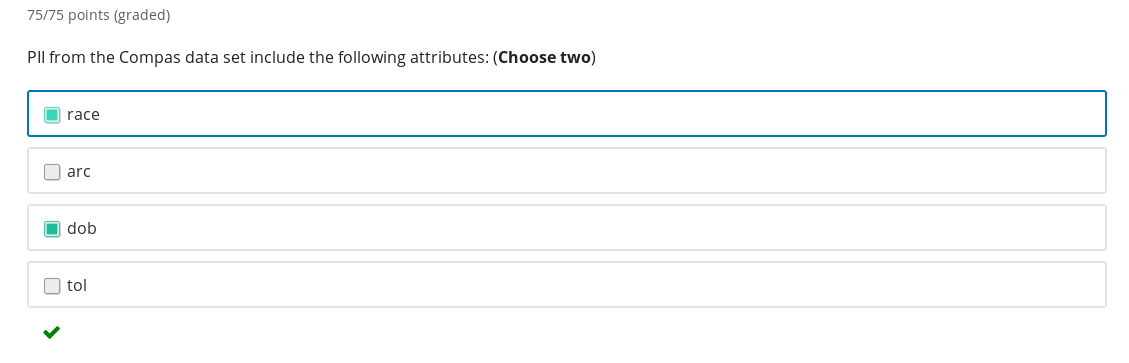 75/75 points (graded)
PII from the Compas data set include the following attributes: (Choose two)
race
arc
dob
tol